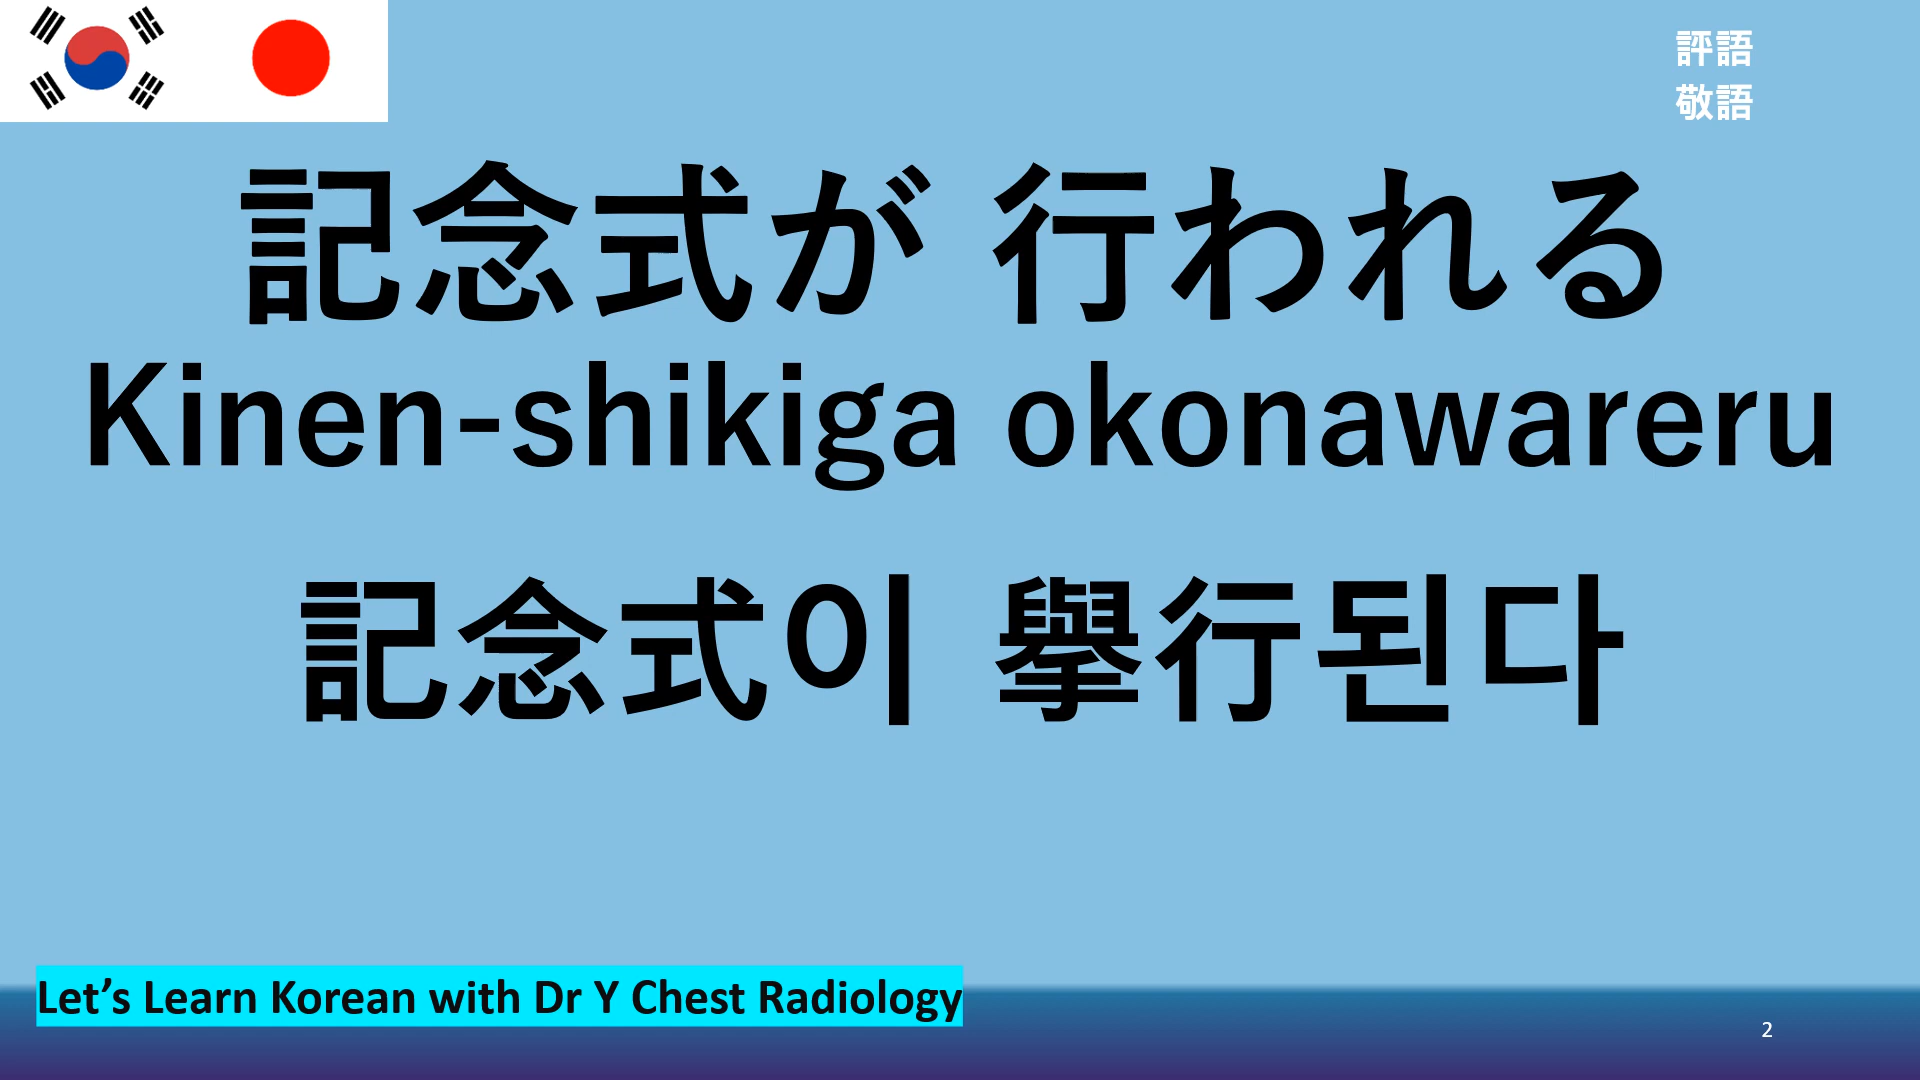 評語
敬語
記念式が 行われる
Kinen-shikiga okonawareru
記念式이 擧行된다
Let’s Learn Korean with Dr Y Chest Radiology
2